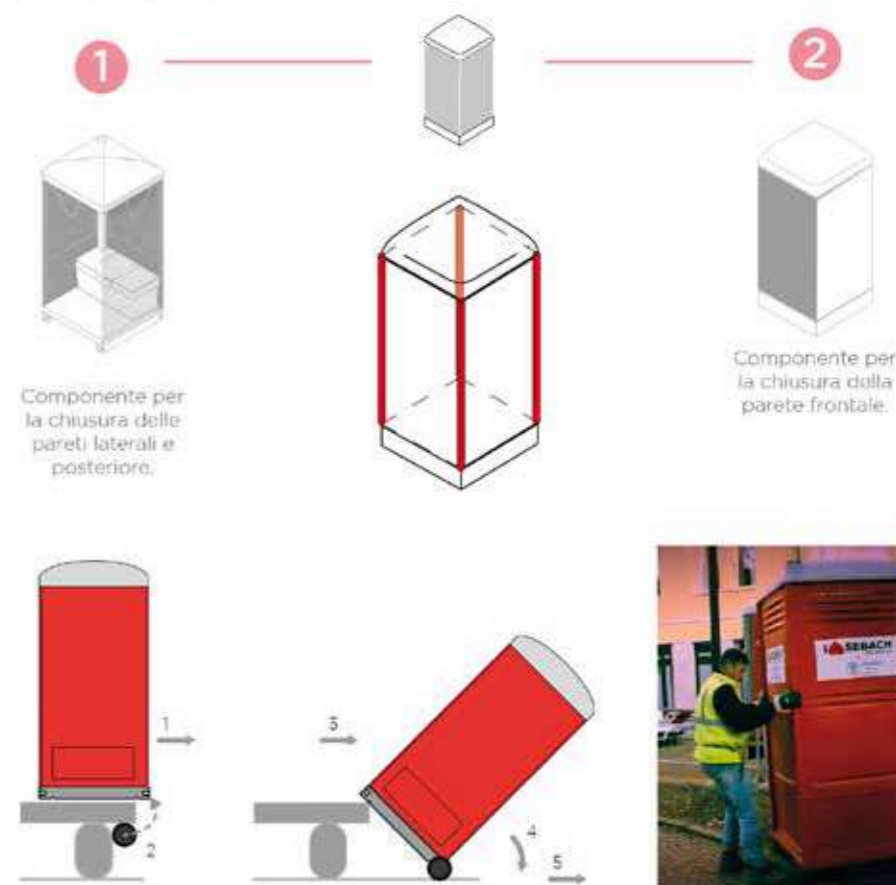 1
2
Componente per
la chiusura delle
pareti laterali e
posteriore.
Componente per
la chiusura della
parete frontale.
1
2
3
4
5
SEBACH